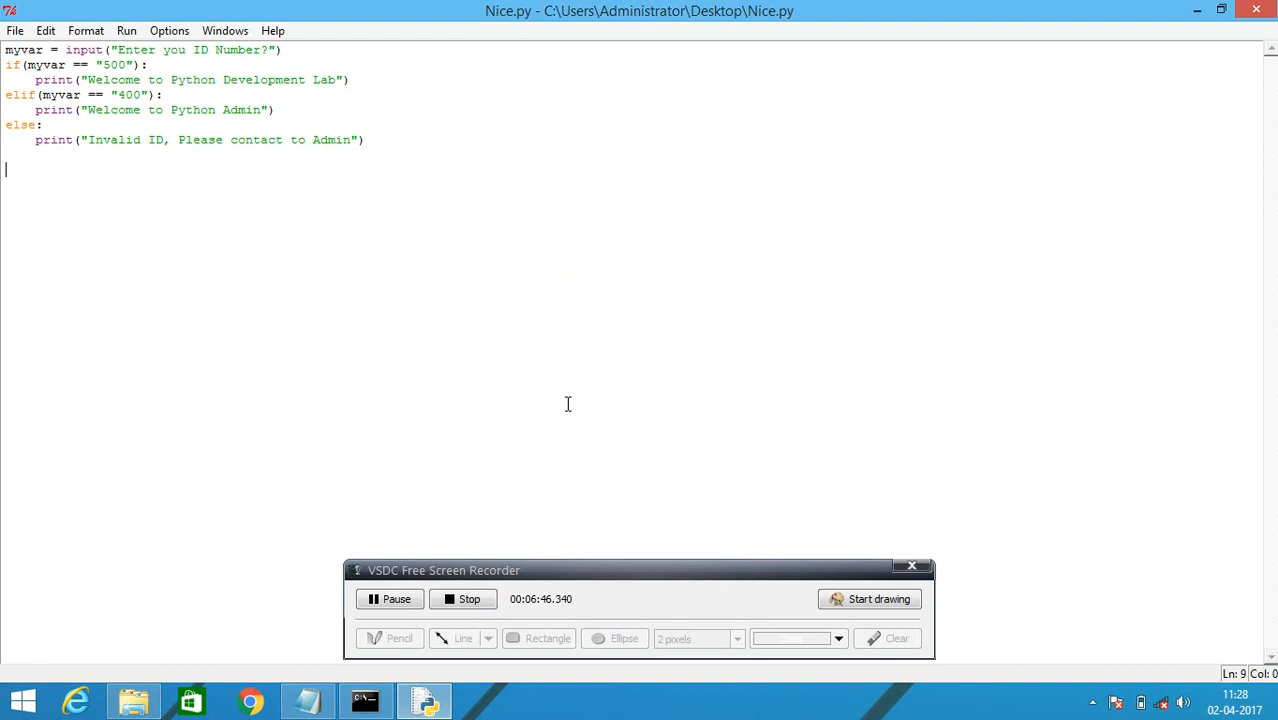 Nice.py - C:\Users\Administrator\Desktop\Nice.py
File Edit Format Run Options Windows Help
myvar = input("Enter you ID Number?")
if(myvar == "500"):
    print("Welcome to Python Development Lab")
elif(myvar == "400"):
    print("Welcome to Python Admin")
else:
    print("Invalid ID, Please contact to Admin")
VSDC Free Screen Recorder
Pause Stop 00:06:46.340 Start drawing
Pencil Line Rectangle Ellipse 2 pixels Clear
Ln: 9 Col: 0
11:28
02-04-2017